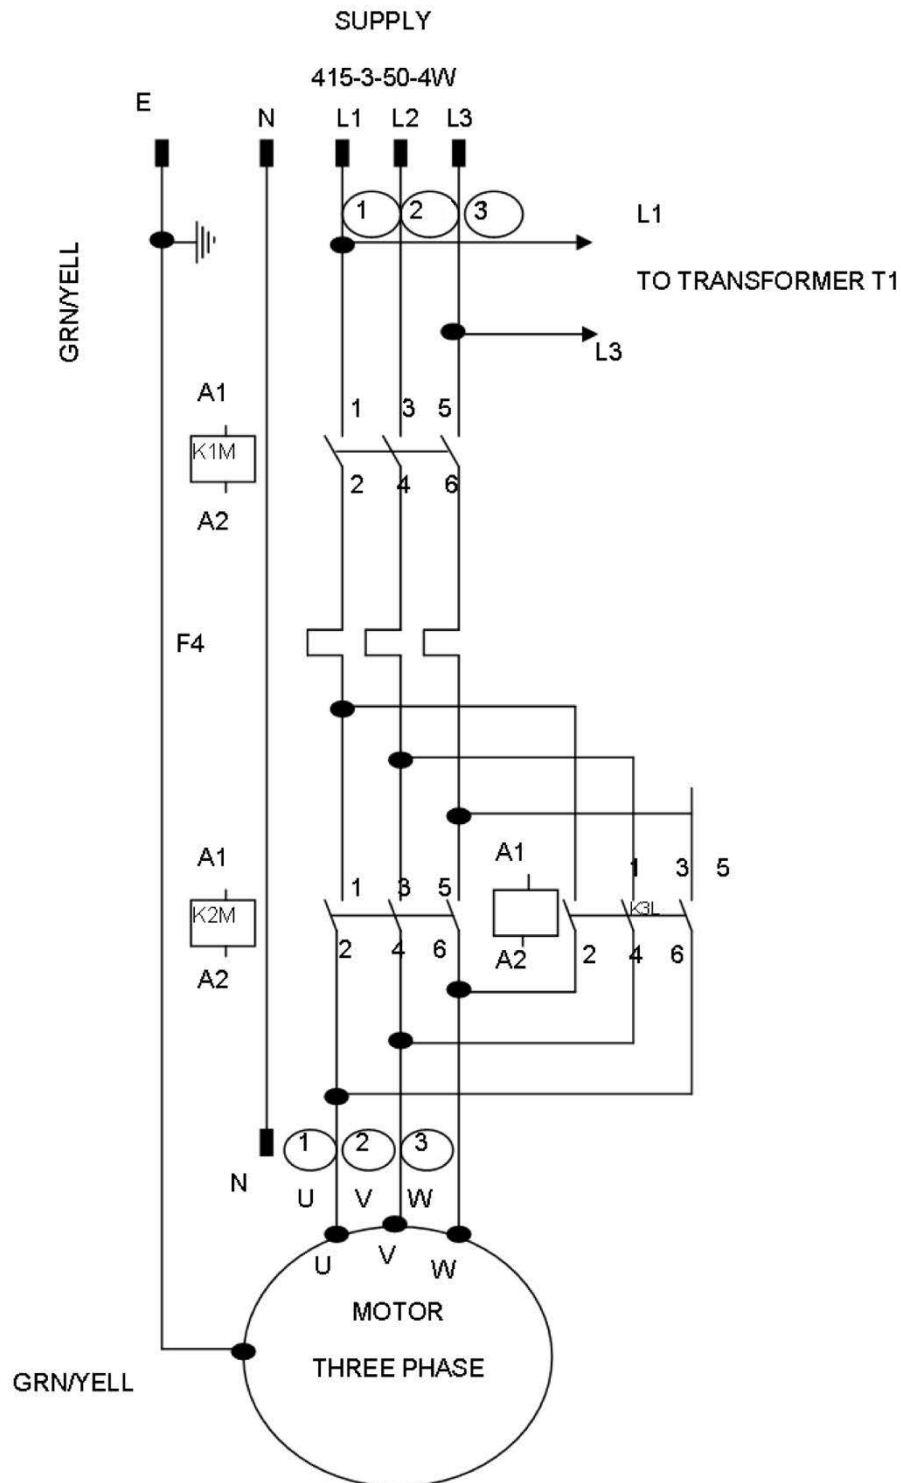 SUPPLY
415-3-50-4W
E N L1 L2 L3
1 2 3
L1
TO TRANSFORMER T1
GRN/YELL
L3
A1
1 3 5
K1M
2 4 6
A2
F4
A1
A1
1 3 5
1 3 5
K2M
K3L
2 4 6
2 4 6
A2
A2
1 2 3
N
U V W
U V W
MOTOR
THREE PHASE
GRN/YELL